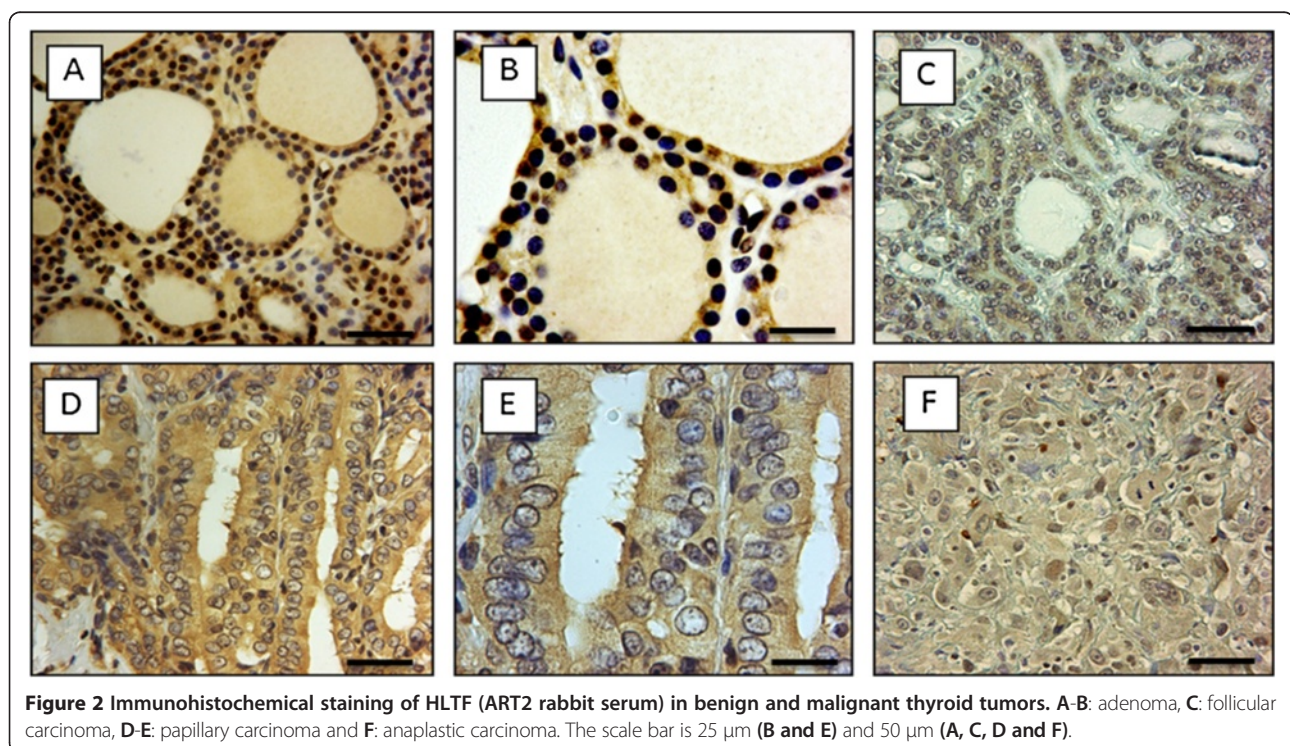 A
B
C
D
E
F
Figure 2 Immunohistochemical staining of HLTF (ART2 rabbit serum) in benign and malignant thyroid tumors. A-B: adenoma, C: follicular
carcinoma, D-E: papillary carcinoma and F: anaplastic carcinoma. The scale bar is 25 μm (B and E) and 50 μm (A, C, D and F).